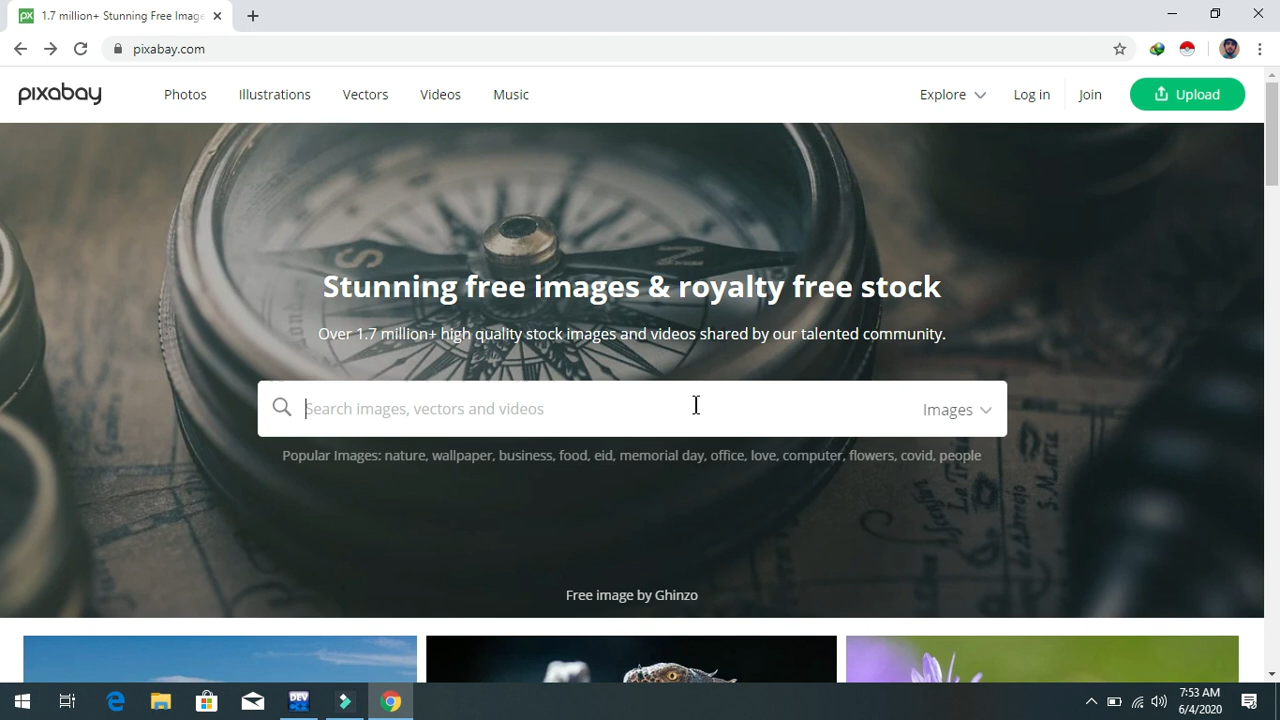 1.7 million+ Stunning Free Image
pixabay.com
pixabay Photos Illustrations Vectors Videos Music Explore Log in Join Upload
S N
Stunning free images & royalty free stock
Over 1.7 million+ high quality stock images and videos shared by our talented community.
Search images, vectors and videos Images
Popular Images: nature, wallpaper, business, food, eid, memorial day, office, love, computer, flowers, covid, people
Free image by Ghinzo
DEV
7:53 AM
6/4/2020